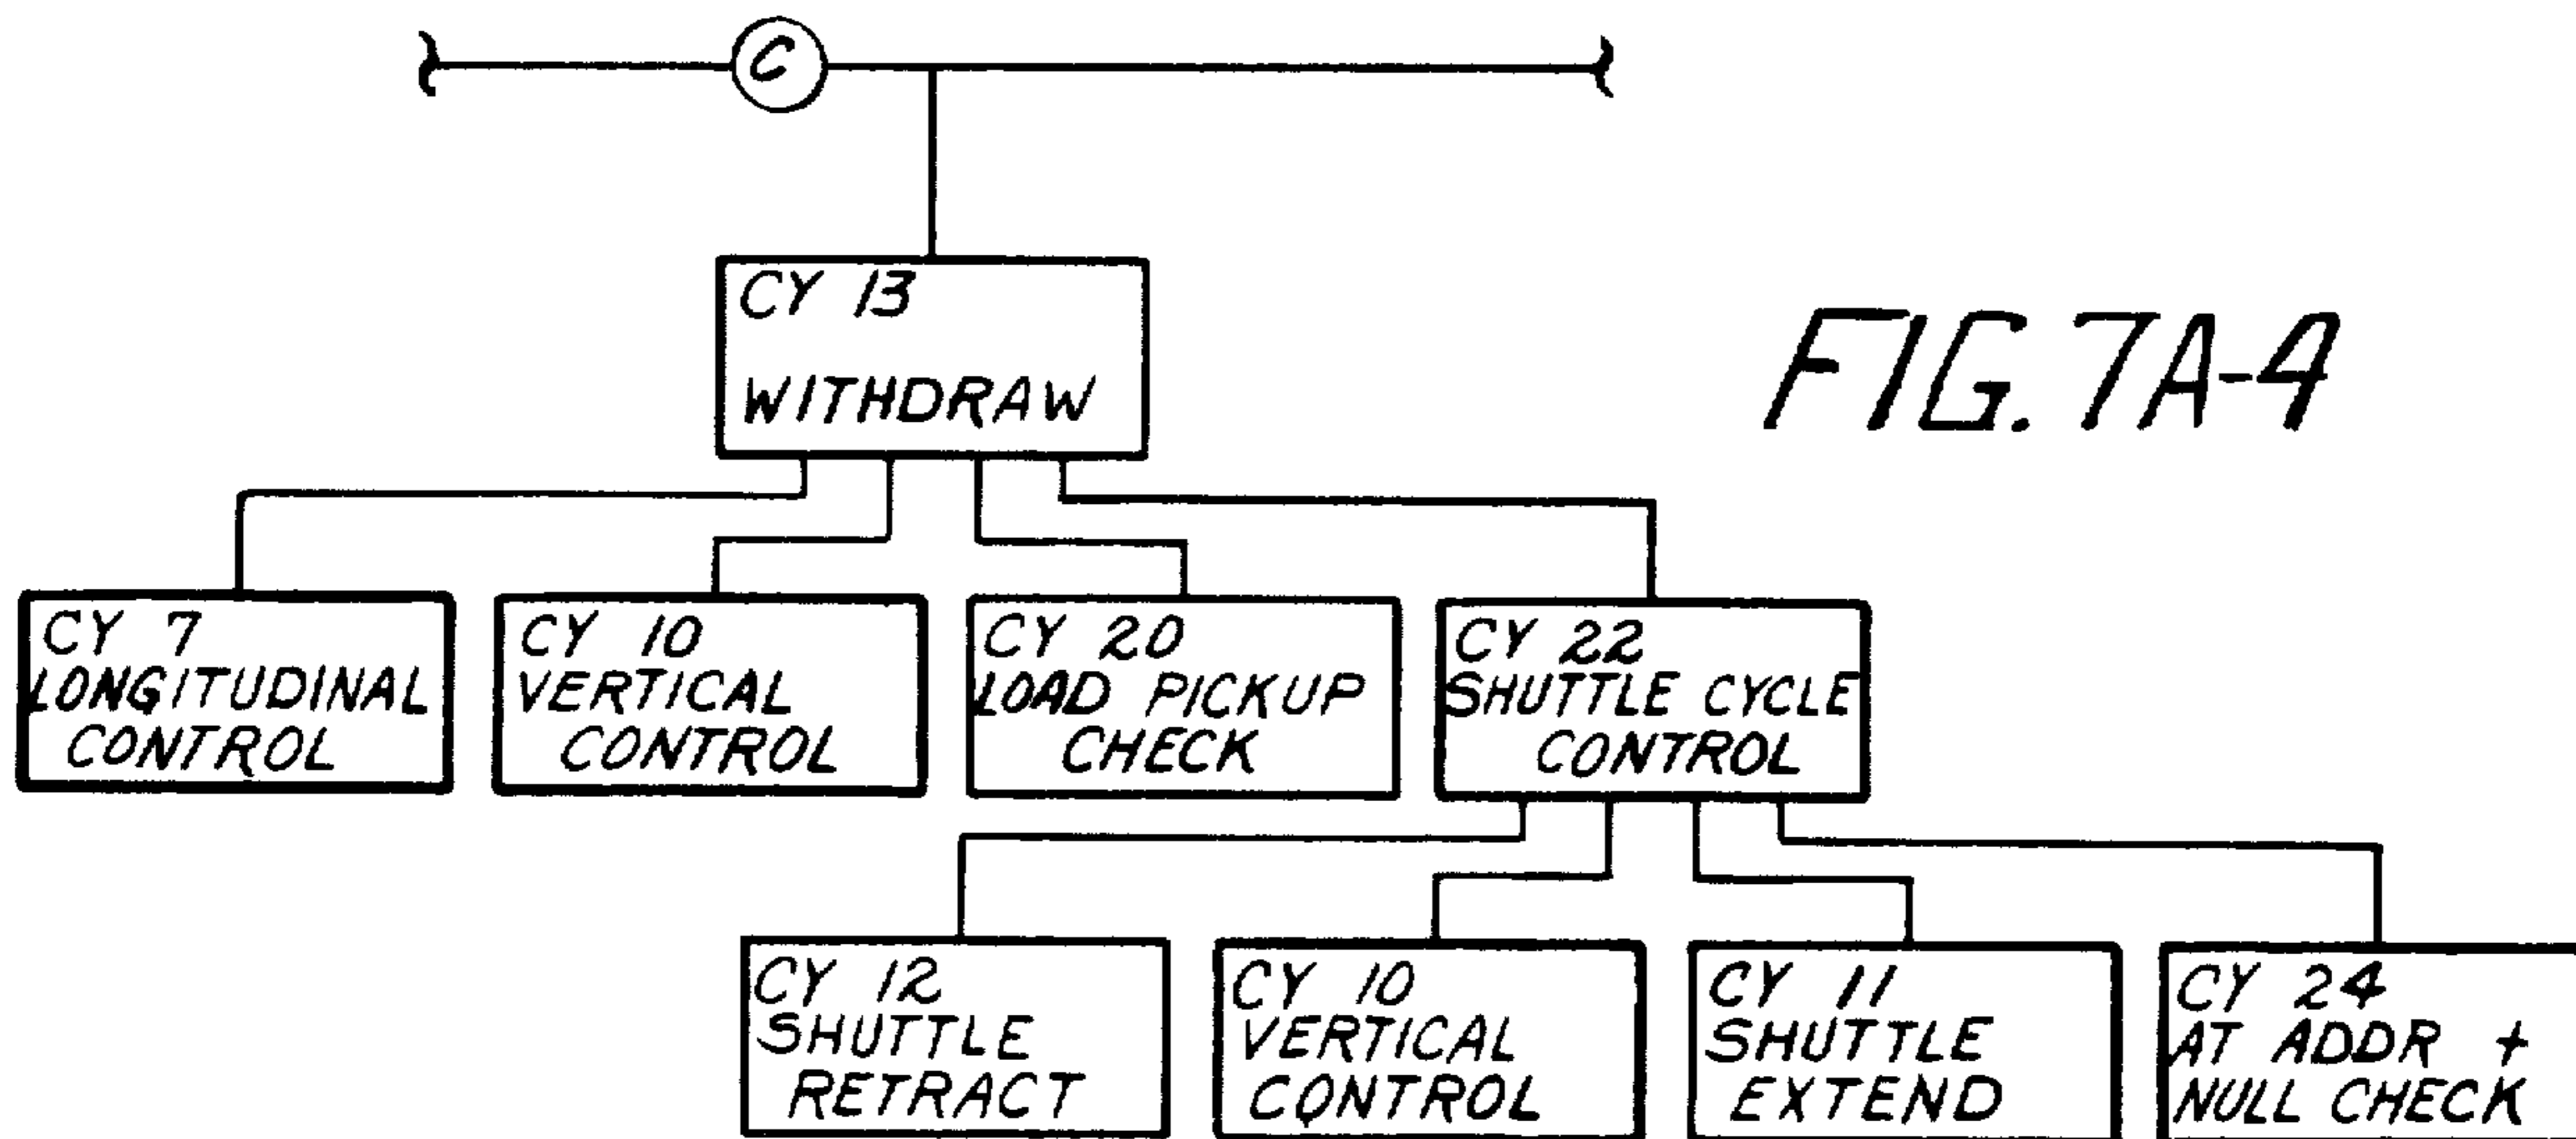 C
CY 13
WITHDRAW
FIG. 7A-4
CY 7
LONGITUDINAL
CONTROL
CY 10
VERTICAL
CONTROL
CY 20
LOAD PICKUP
CHECK
CY 22
SHUTTLE CYCLE
CONTROL
CY 12
SHUTTLE
RETRACT
CY 10
VERTICAL
CONTROL
CY 11
SHUTTLE
EXTEND
CY 24
AT ADDR +
NULL CHECK